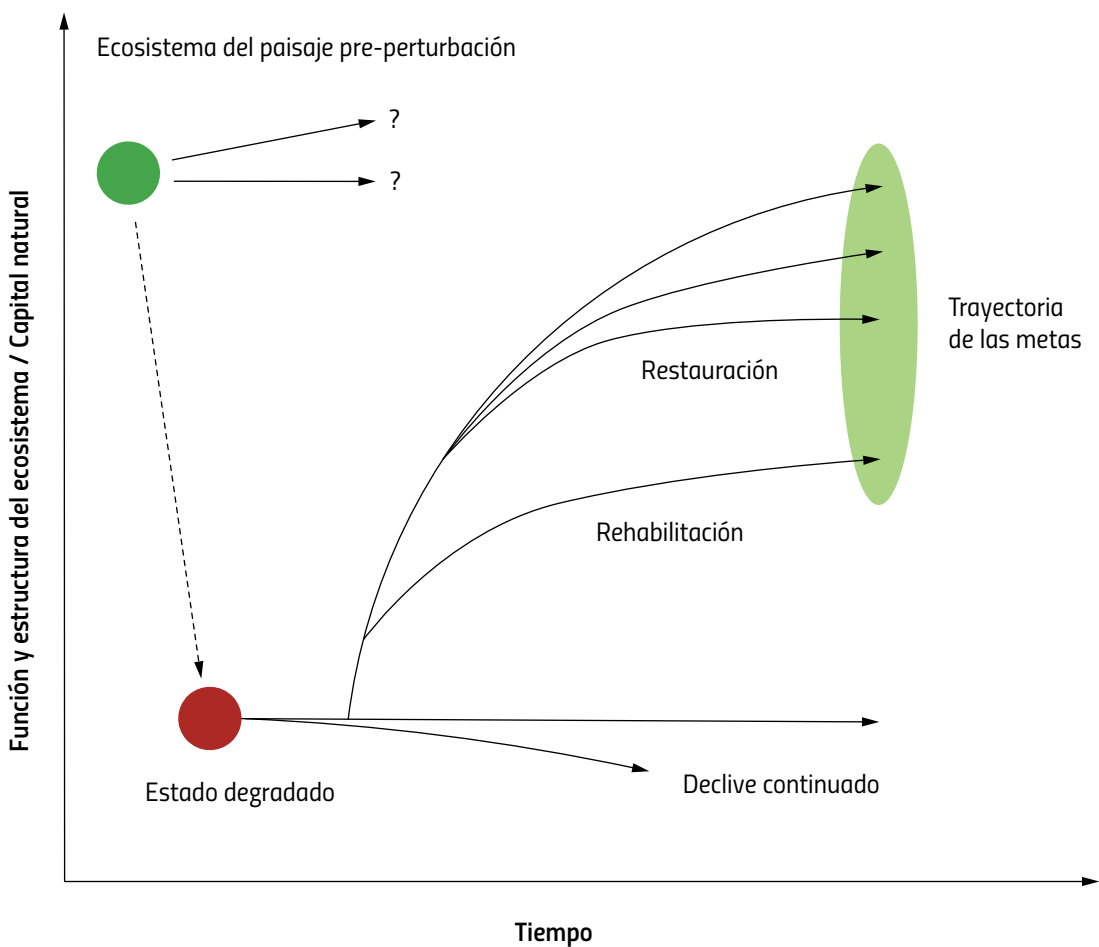 Ecosistema del paisaje pre-perturbación
?
?
Trayectoria
de las metas
Restauración
Rehabilitación
Estado degradado
Declive continuado
Función y estructura del ecosistema / Capital natural
Tiempo